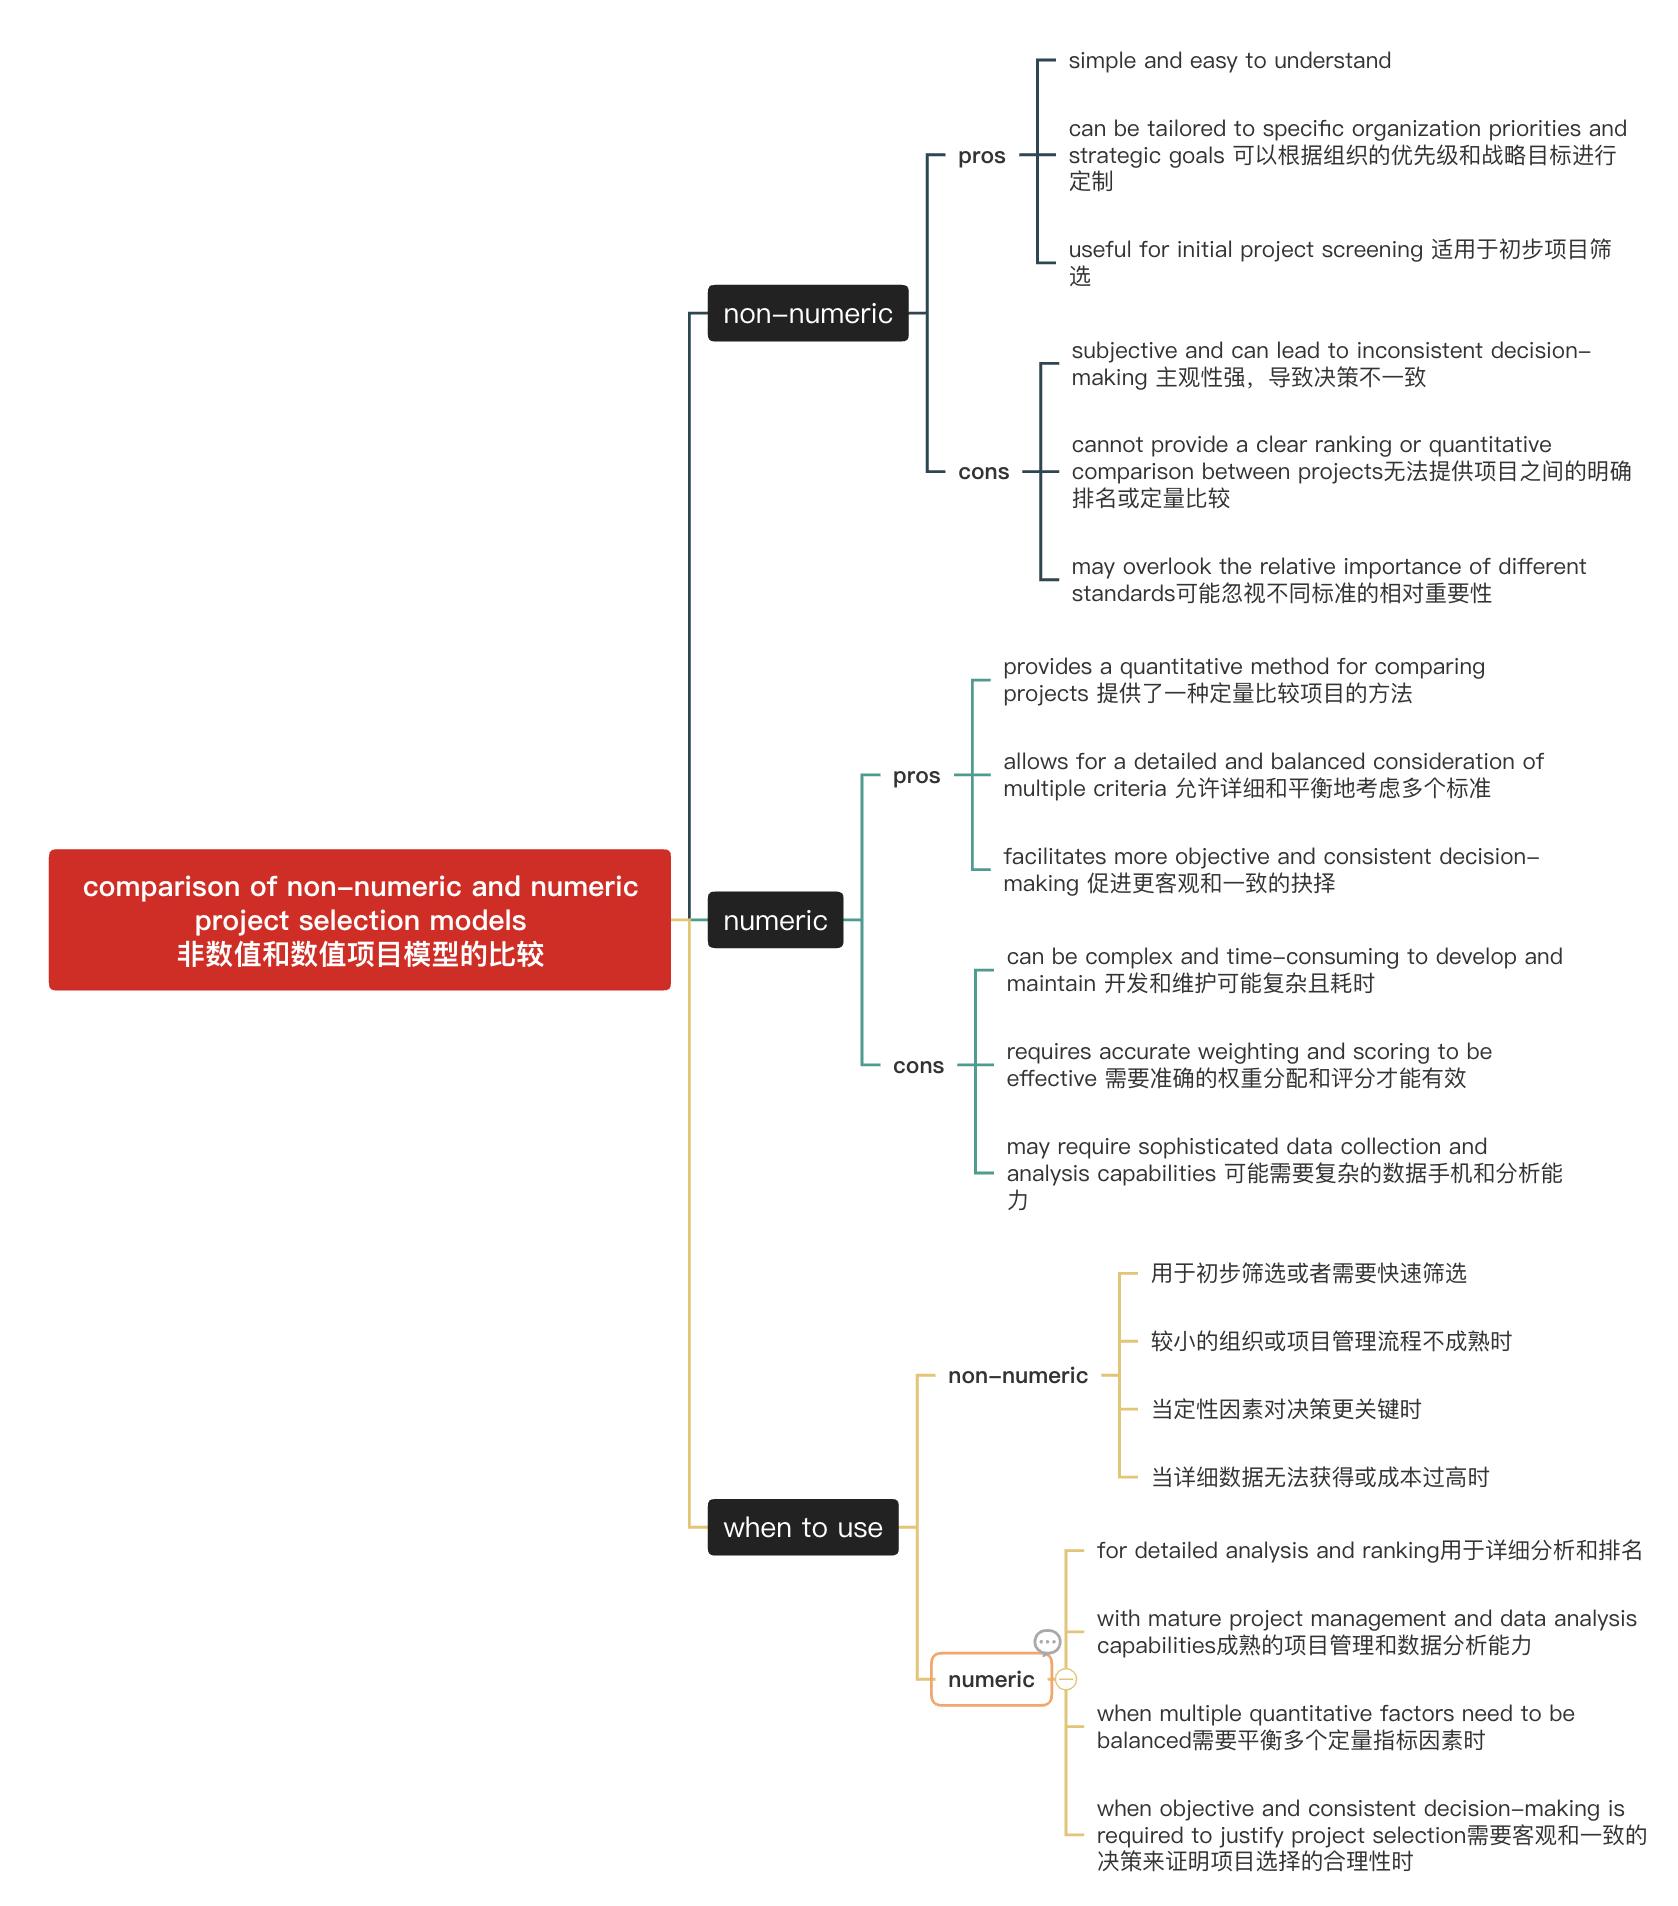 comparison of non-numeric and numeric
project selection models
非数值和数值项目模型的比较
non-numeric
pros
simple and easy to understand
can be tailored to specific organization priorities and
strategic goals 可以根据组织的优先级和战略目标进行
定制
useful for initial project screening 适用于初步项目筛
选
cons
subjective and can lead to inconsistent decision-
making 主观性强，导致决策不一致
cannot provide a clear ranking or quantitative
comparison between projects无法提供项目之间的明确
排名或定量比较
may overlook the relative importance of different
standards可能忽视不同标准的相对重要性
numeric
pros
provides a quantitative method for comparing
projects 提供了一种定量比较项目的方法
allows for a detailed and balanced consideration of
multiple criteria 允许详细和平衡地考虑多个标准
facilitates more objective and consistent decision-
making 促进更客观和一致的抉择
cons
can be complex and time-consuming to develop and
maintain 开发和维护可能复杂且耗时
requires accurate weighting and scoring to be
effective 需要准确的权重分配和评分才能有效
may require sophisticated data collection and
analysis capabilities 可能需要复杂的数据手机和分析能
力
when to use
non-numeric
用于初步筛选或者需要快速筛选
较小的组织或项目管理流程不成熟时
当定性因素对决策更关键时
当详细数据无法获得或成本过高时
numeric
for detailed analysis and ranking用于详细分析和排名
with mature project management and data analysis
capabilities成熟的项目管理和数据分析能力
when multiple quantitative factors need to be
balanced需要平衡多个定量指标因素时
when objective and consistent decision-making is
required to justify project selection需要客观和一致的
决策来证明项目选择的合理性时